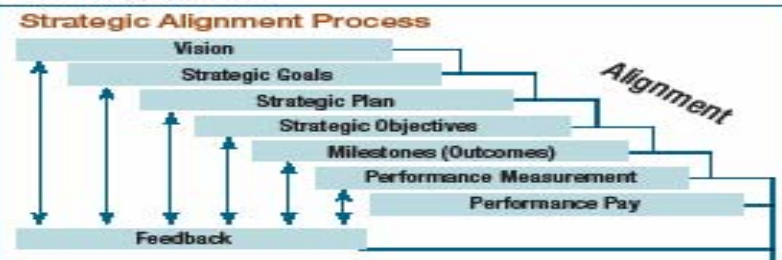 Strategic Alignment Process
Vision
Strategic Goals
Alignment
Strategic Plan
Strategic Objectives
Milestones (Outcomes)
Performance Measurement
Performance Pay
Feedback